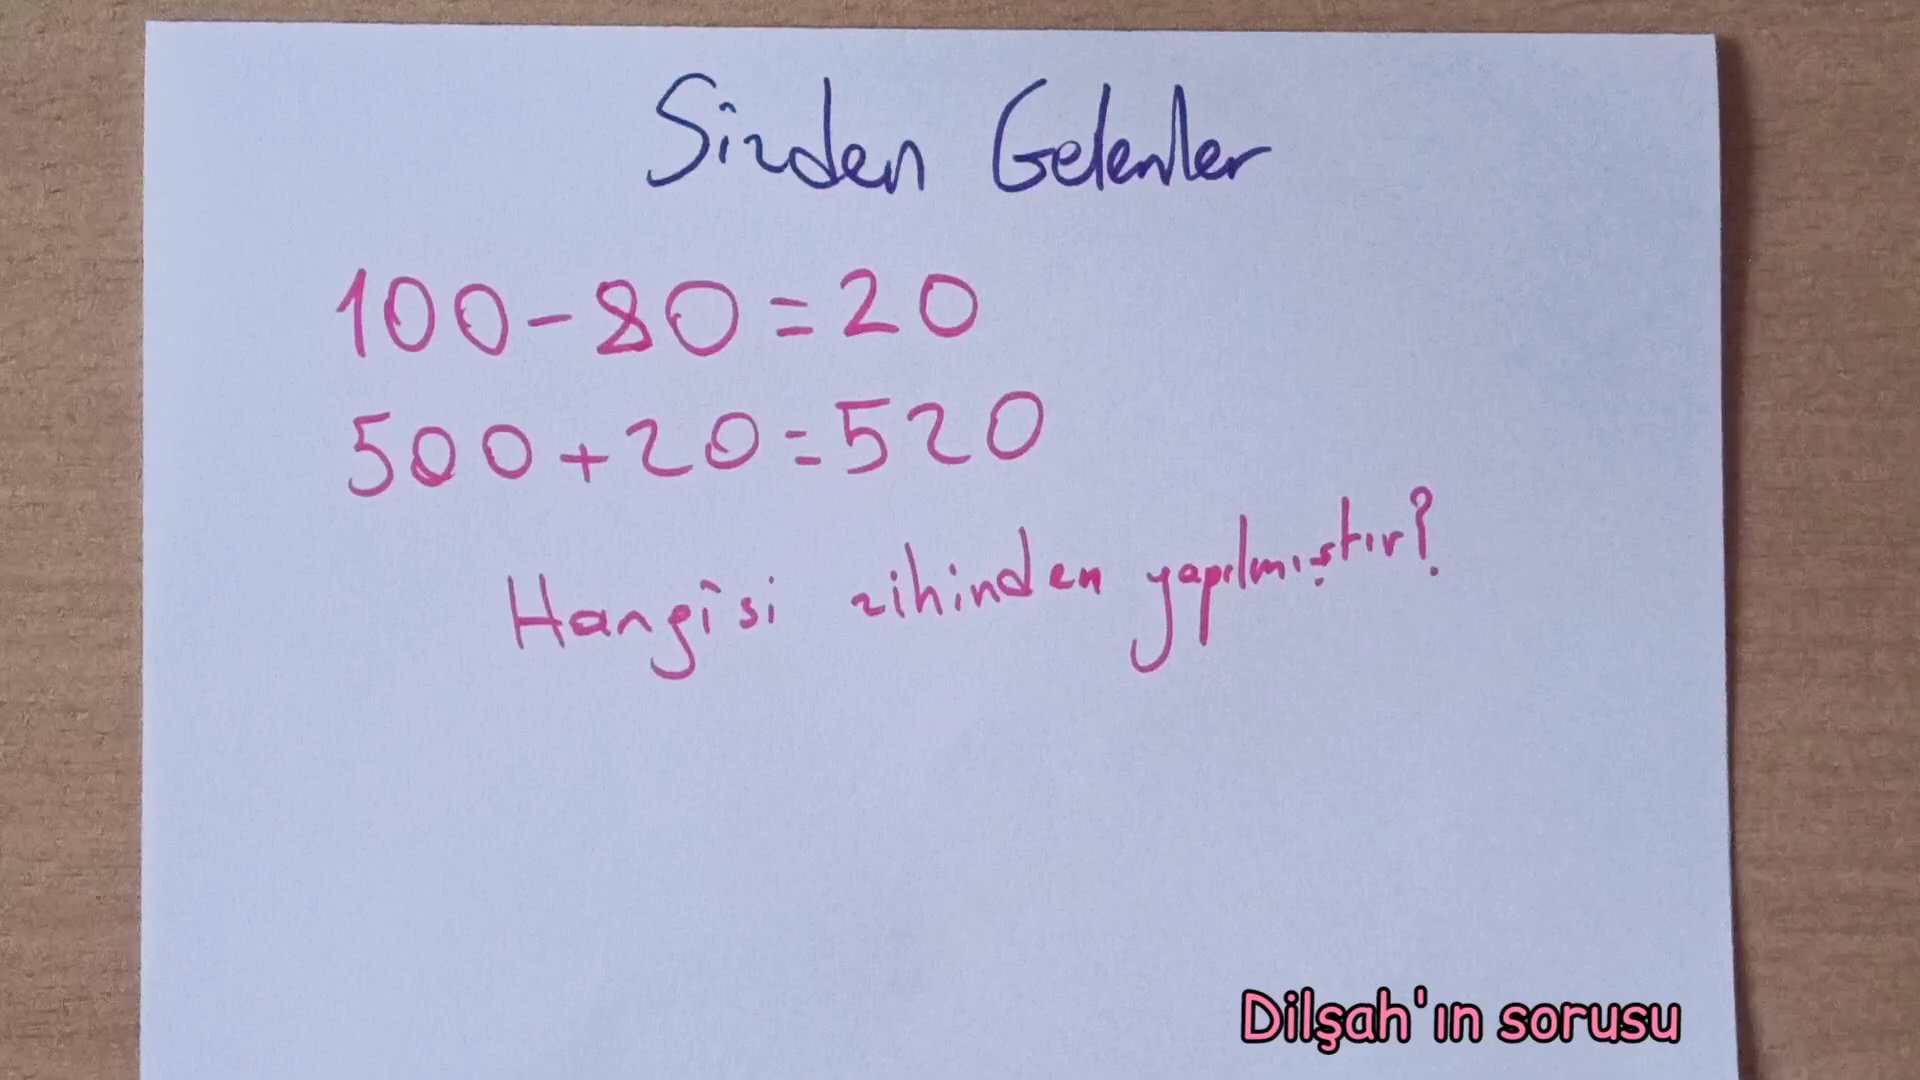 Sizden Gelenler
100-80=20
500+20=520
Hangisi zihinden yapılmıştır?
Dilşah'ın sorusu